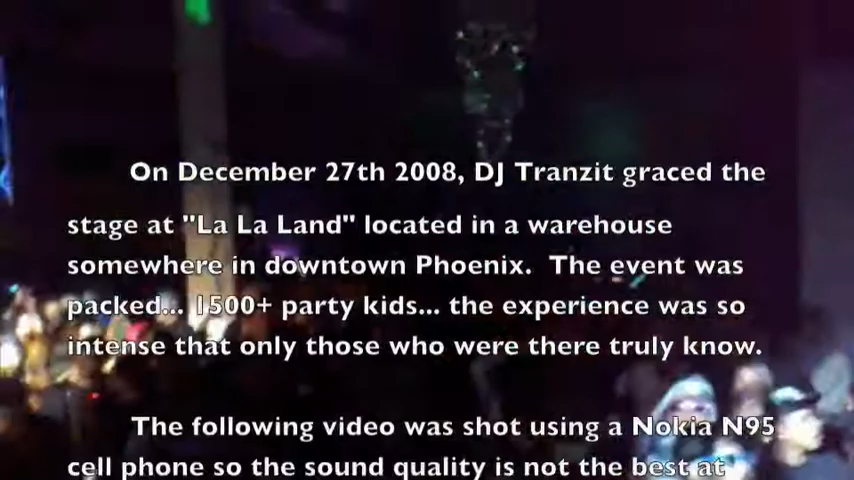 On December 27th 2008, DJ Tranzit graced the
stage at "La La Land" located in a warehouse
somewhere in downtown Phoenix.  The event was
packed... 1500+ party kids... the experience was so
intense that only those who were there truly know.
The following video was shot using a Nokia N95
cell phone so the sound quality is not the best at